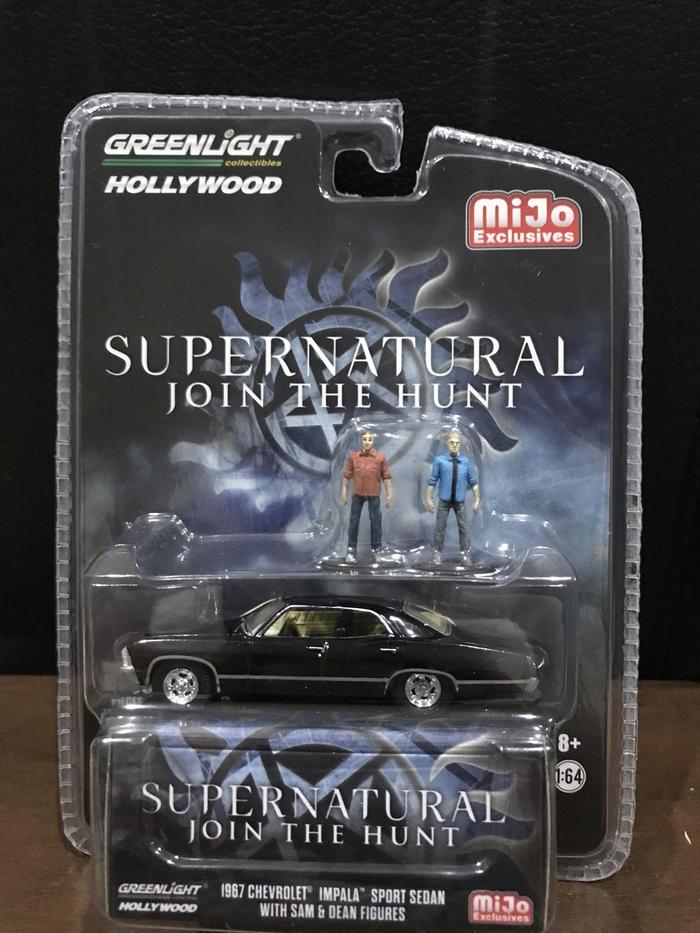 GREENLiGHT®
collectibles
HOLLYWOOD
MiJo
Exclusives
SUPERNATURAL
JOIN THE HUNT
8+
1:64
SUPERNATURAL
JOIN THE HUNT
GREENLiGHT
HOLLYWOOD
1967 CHEVROLET® IMPALA™ SPORT SEDAN
WITH SAM & DEAN FIGURES
MiJo
Exclusives